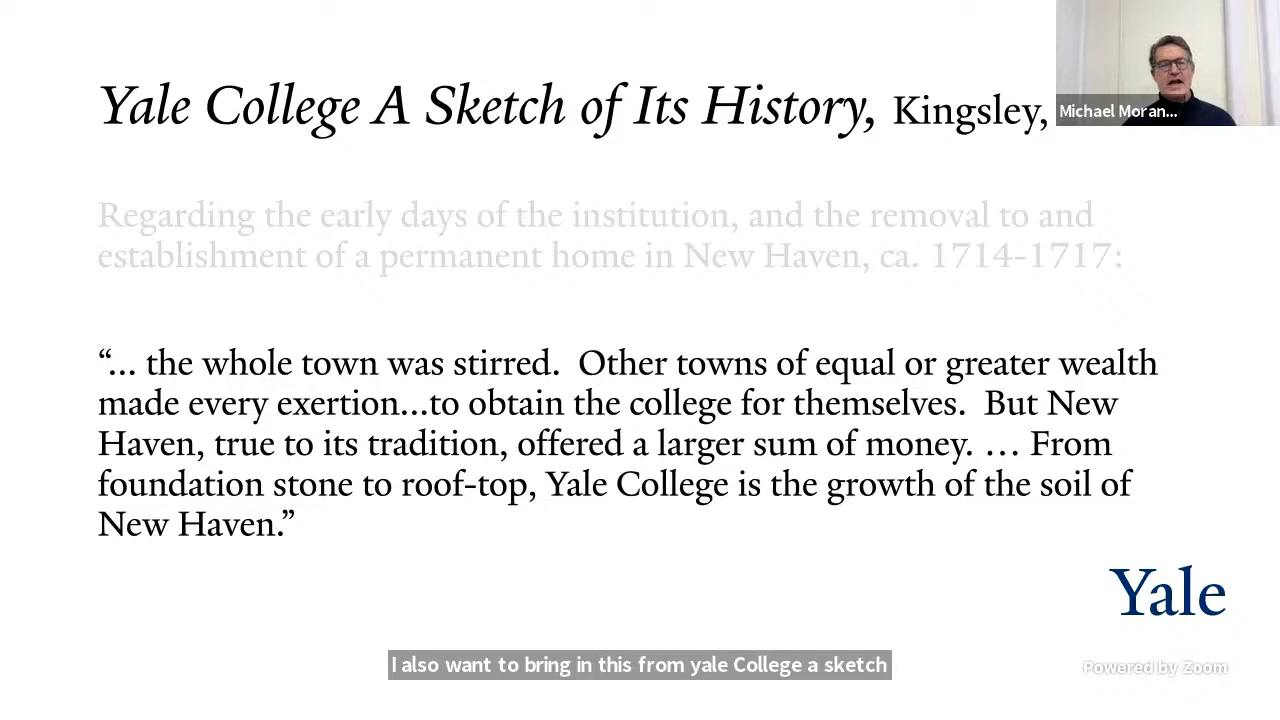 Yale College A Sketch of Its History, Kingsley,
Michael Moran...
Regarding the early days of the institution, and the removal to and
establishment of a permanent home in New Haven, ca. 1714-1717:
“... the whole town was stirred.  Other towns of equal or greater wealth
made every exertion...to obtain the college for themselves.  But New
Haven, true to its tradition, offered a larger sum of money. … From
foundation stone to roof-top, Yale College is the growth of the soil of
New Haven.”
Yale
I also want to bring in this from yale College a sketch
Powered by Zoom